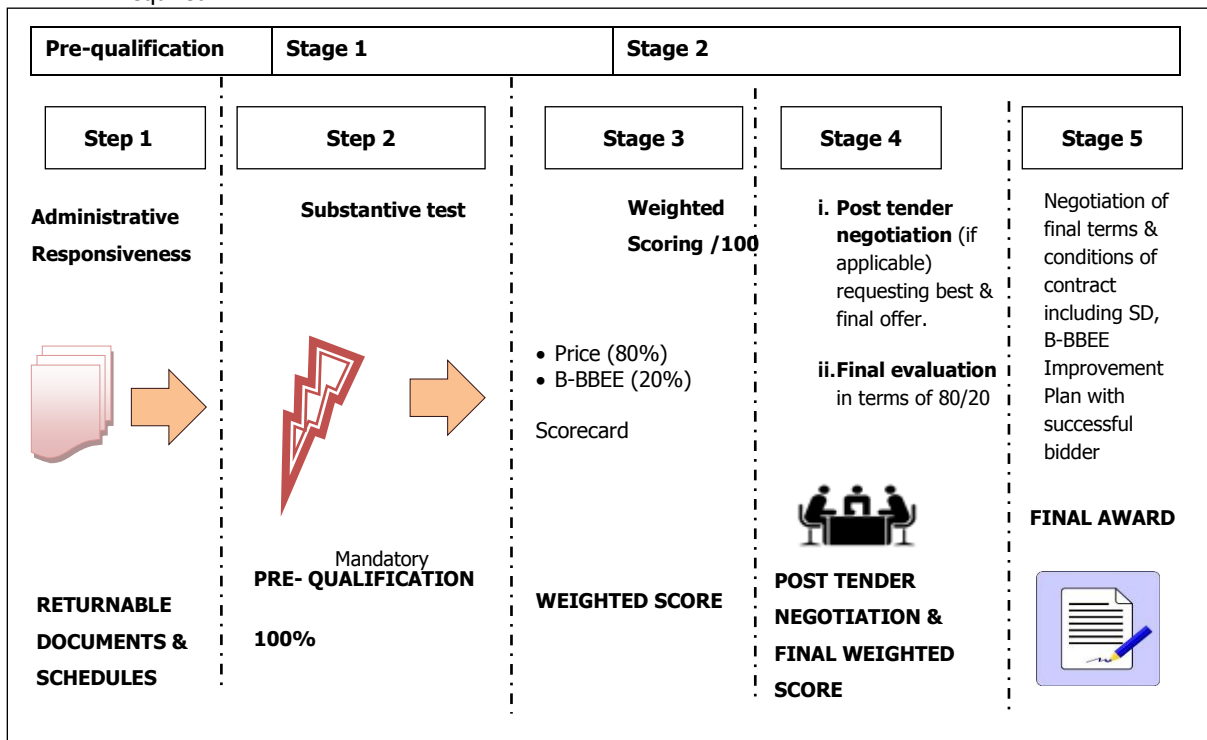 Pre-qualification
Stage 1
Stage 2
Step 1
Step 2
Stage 3
Stage 4
Stage 5
Administrative
Responsiveness
RETURNABLE
DOCUMENTS &
SCHEDULES
Substantive test
Mandatory
PRE- QUALIFICATION
100%
Weighted
Scoring /100
• Price (80%)
• B-BBEE (20%)
Scorecard
WEIGHTED SCORE
i. Post tender
negotiation (if
applicable)
requesting best &
final offer.
ii.Final evaluation
in terms of 80/20
POST TENDER
NEGOTIATION &
FINAL WEIGHTED
SCORE
Negotiation of
final terms &
conditions of
contract
including SD,
B-BBEE
Improvement
Plan with
successful
bidder
FINAL AWARD